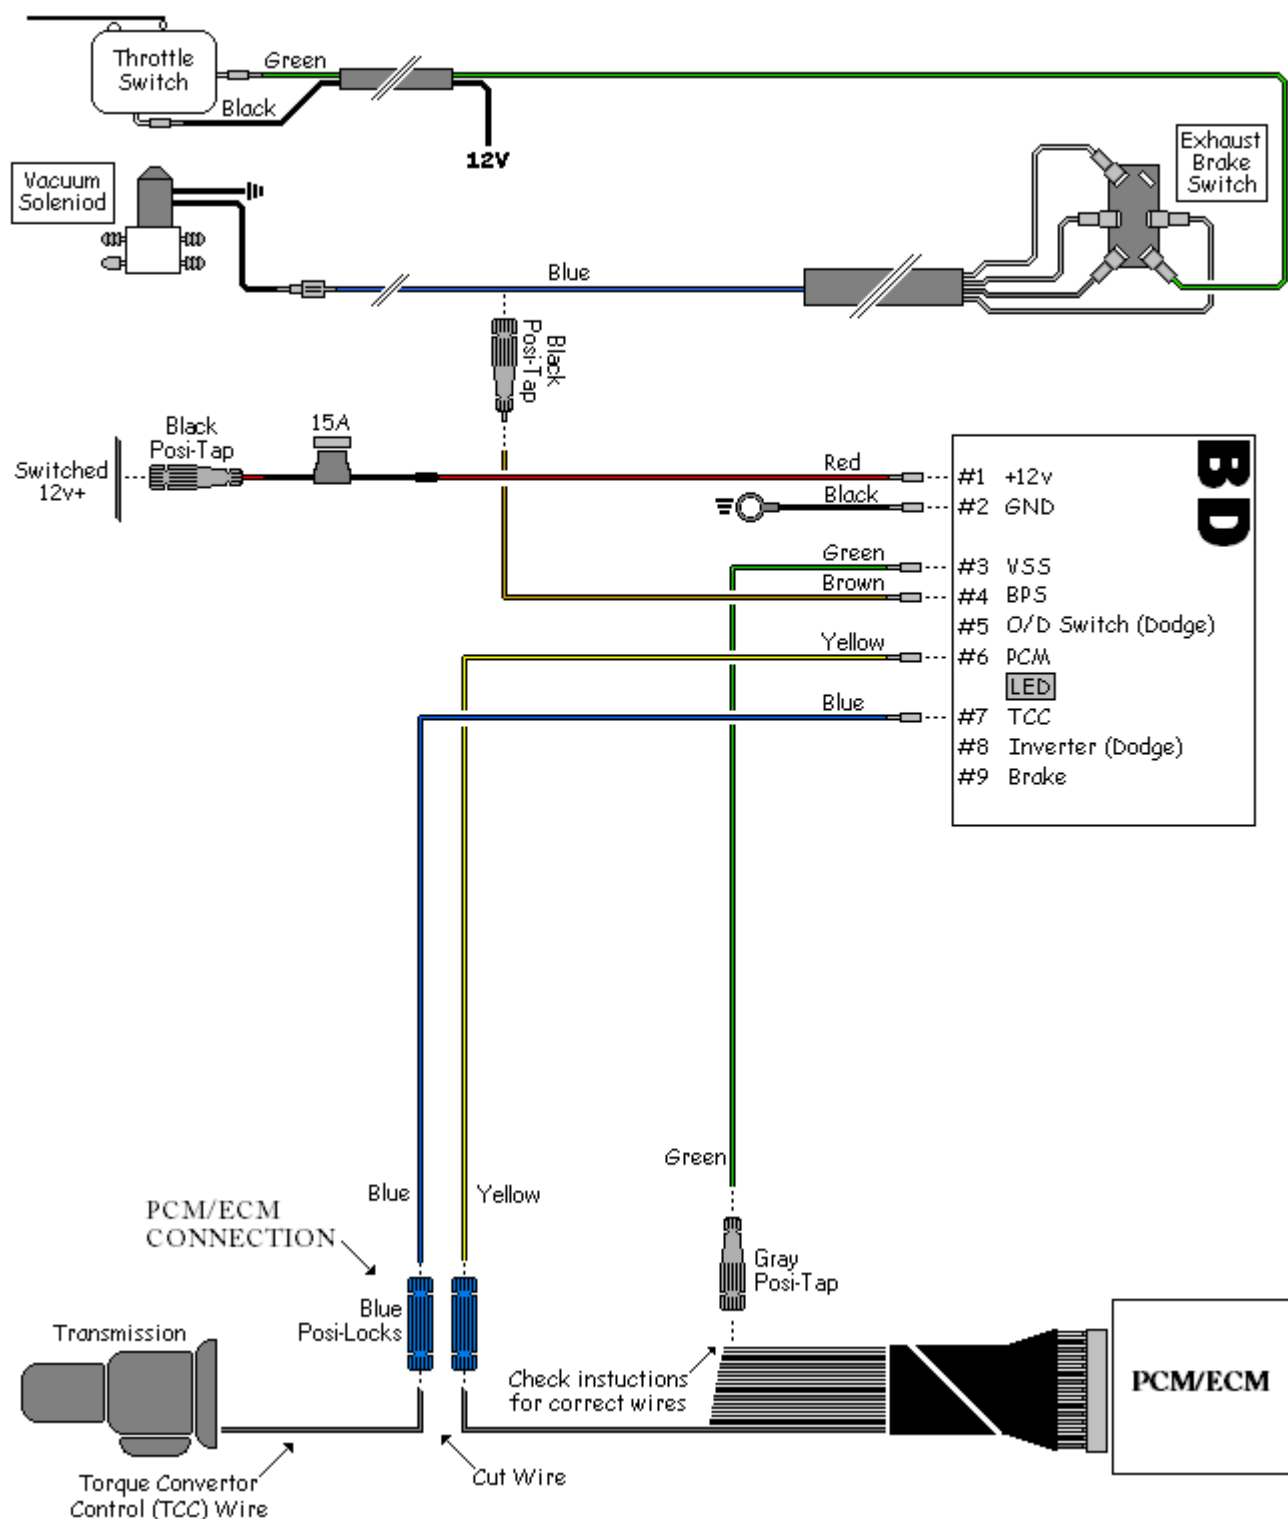 Throttle
Switch
Green
Black
12V
Vacuum
Soleniod
Exhaust
Brake
Switch
Blue
Black
Posi-Tap
Black
Posi-Tap
15A
Switched
12v+
Red
Black
Green
Brown
Yellow
Blue
BD
#1 +12v
#2 GND
#3 VSS
#4 BPS
#5 O/D Switch (Dodge)
#6 PCM
LED
#7 TCC
#8 Inverter (Dodge)
#9 Brake
Green
Blue
Yellow
PCM/ECM
CONNECTION
Gray
Posi-Tap
Blue
Posi-Locks
Transmission
Check instuctions
for correct wires
PCM/ECM
Cut Wire
Torque Convertor
Control (TCC) Wire